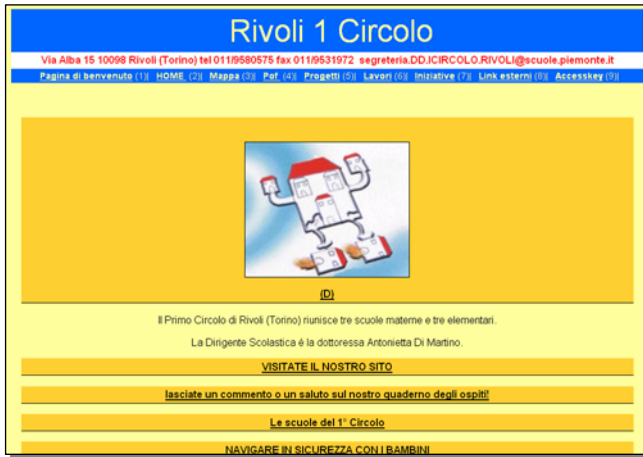 Rivoli 1 Circolo
Via Alba 15 10098 Rivoli (Torino) tel 011/9580575 fax 011/9531972 segreteria.DD.ICIRCOLO.RIVOLI@scuole.piemonte.it
Pagina di benvenuto (1)| HOME (2)| Mappa (3)| Pof (4)| Progetti (5)| Lavori (6)| Iniziative (7)| Link esterni (8)| Accesskey (9)|
(D)
Il Primo Circolo di Rivoli (Torino) riunisce tre scuole materne e tre elementari.
La Dirigente Scolastica é la dottoressa Antonietta Di Martino.
VISITATE IL NOSTRO SITO
lasciate un commento o un saluto sul nostro quaderno degli ospiti!
Le scuole del 1° Circolo
NAVIGARE IN SICUREZZA CON I BAMBINI